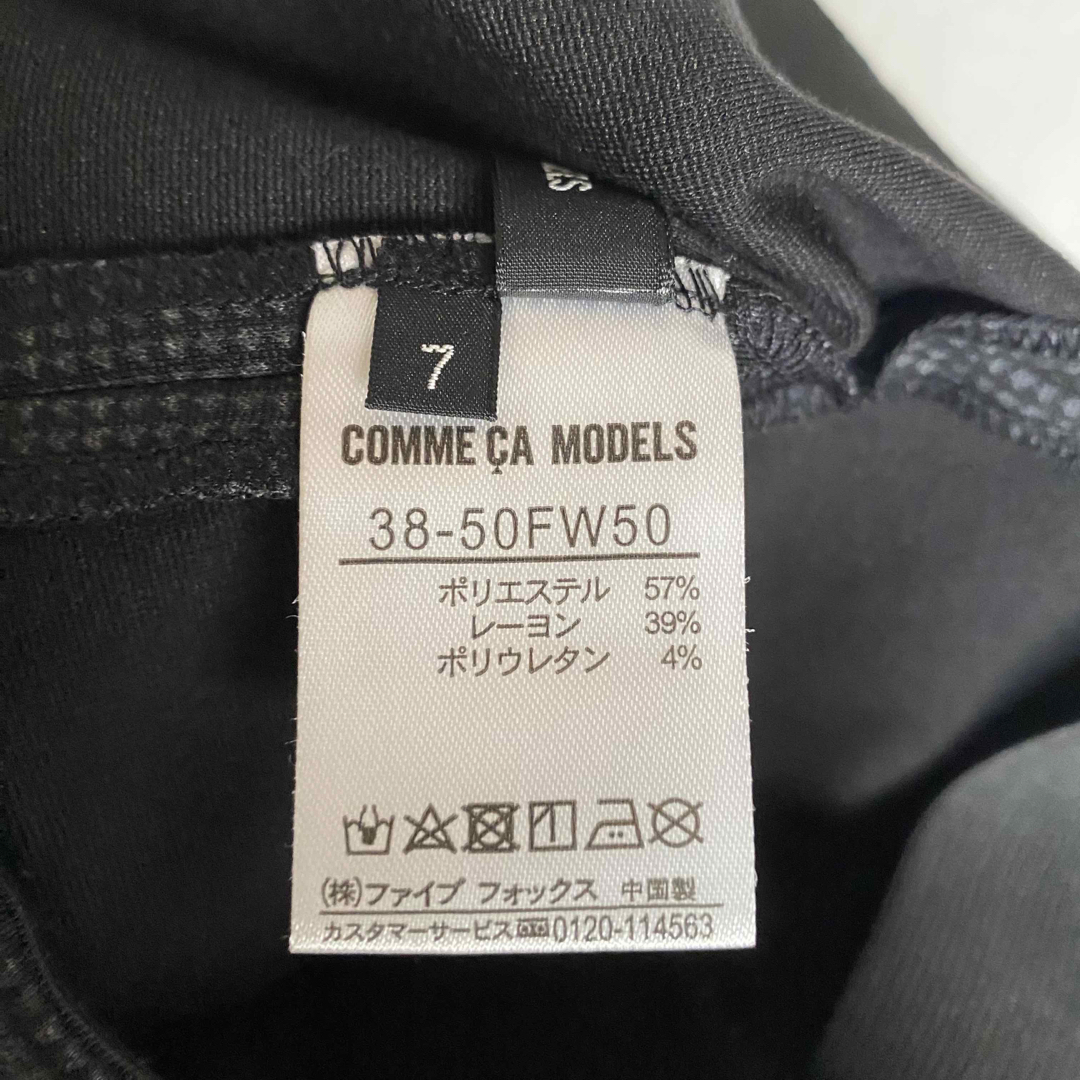 7
COMME ÇA MODELS
38-50FW50
ポリエステル 57%
レーヨン 39%
ポリウレタン 4%
(株)ファイブ フォックス 中国製
カスタマーサービス 0120-114563